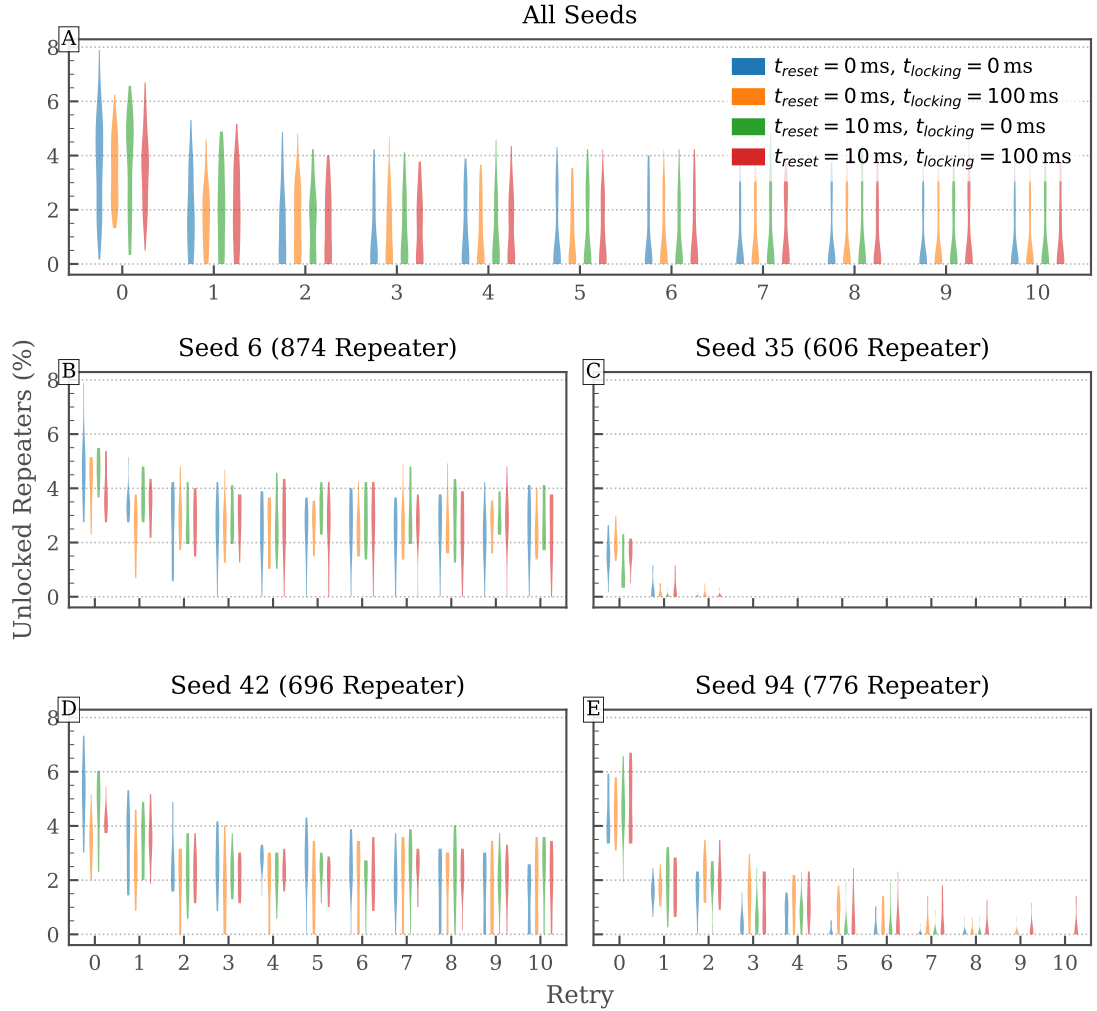 All Seeds
A
8
6
4
2
0
t_reset = 0 ms, t_locking = 0 ms
t_reset = 0 ms, t_locking = 100 ms
t_reset = 10 ms, t_locking = 0 ms
t_reset = 10 ms, t_locking = 100 ms
0 1 2 3 4 5 6 7 8 9 10
Unlocked Repeaters (%)
Seed 6 (874 Repeater)
B
8
6
4
2
0
Seed 35 (606 Repeater)
C
Seed 42 (696 Repeater)
D
8
6
4
2
0
0 1 2 3 4 5 6 7 8 9 10
Seed 94 (776 Repeater)
E
0 1 2 3 4 5 6 7 8 9 10
Retry